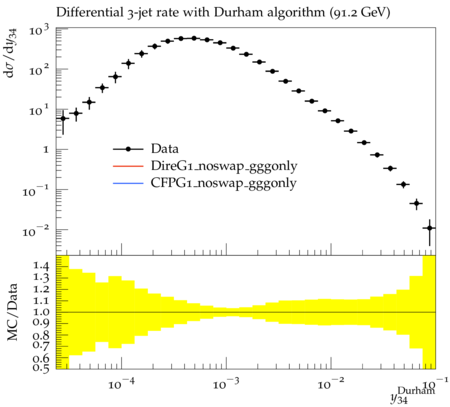 Differential 3-jet rate with Durham algorithm (91.2 GeV)
dσ/dy34
10^3
10^2
10^1
1
10^−1
10^−2
Data
DireG1_noswap_gggonly
CFPG1_noswap_gggonly
MC/Data
1.4
1.3
1.2
1.1
1.0
0.9
0.8
0.7
0.6
0.5
10^−4
10^−3
10^−2
10^−1
y34^Durham